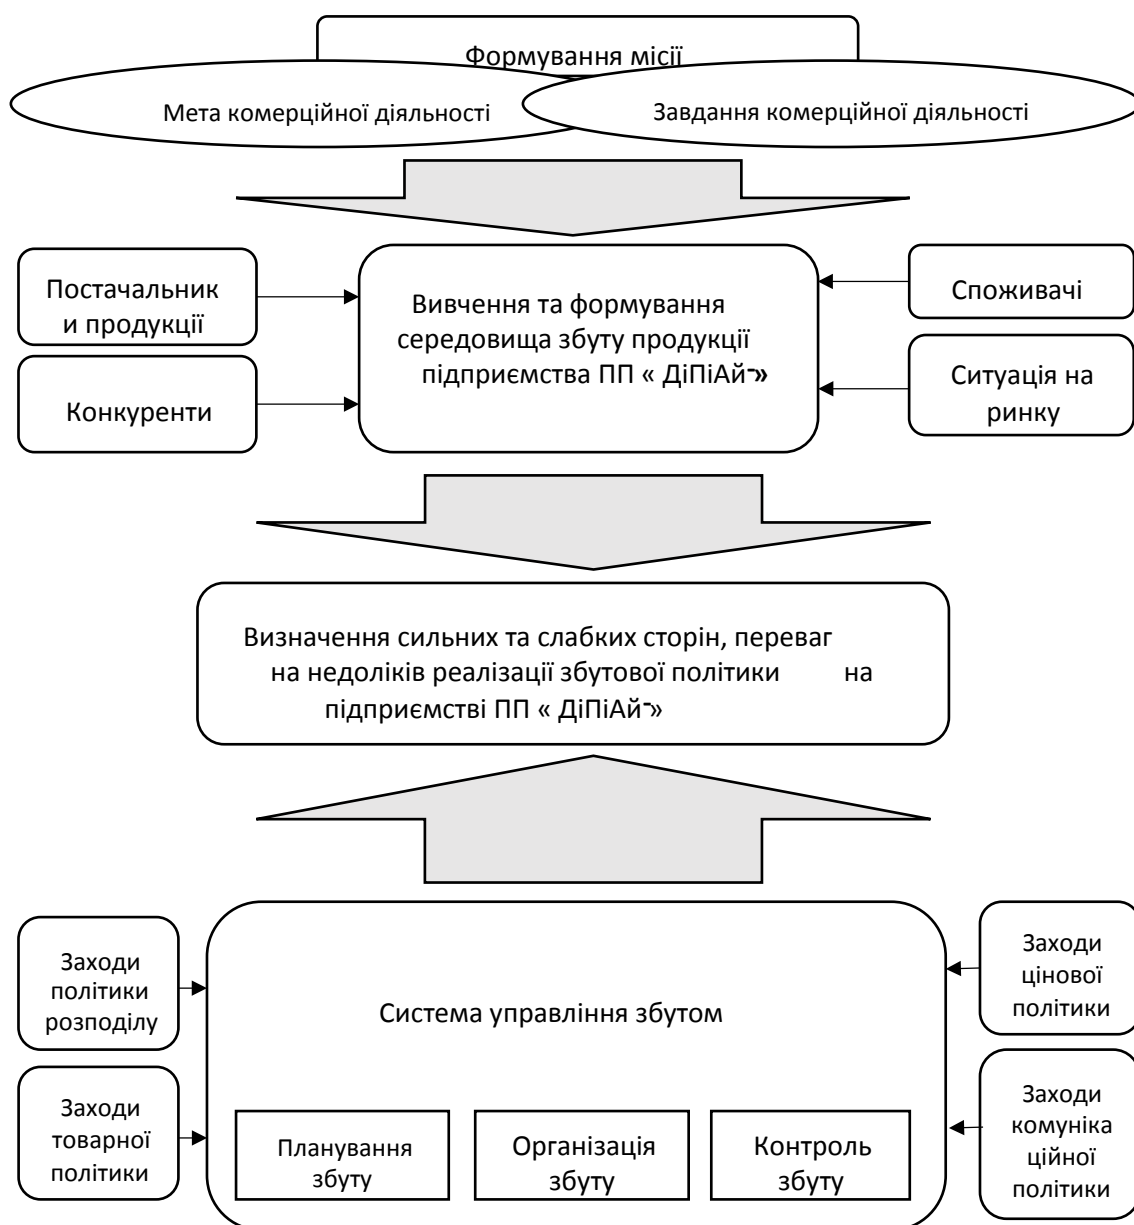 Формування місії
Мета комерційної діяльності
Завдання комерційної діяльності
Постачальник
и продукції
Конкуренти
Вивчення та формування
середовища збуту продукції
підприємства ПП « ДіПіАй-»
Споживачі
Ситуація на
ринку
Визначення сильних та слабких сторін, переваг
на недоліків реалізації збутової політики на
підприємстві ПП « ДіПіАй-»
Заходи
політики
розподілу
Заходи
товарної
політики
Система управління збутом
Планування
збуту
Організація
збуту
Контроль
збуту
Заходи
цінової
політики
Заходи
комуніка
ційної
політики